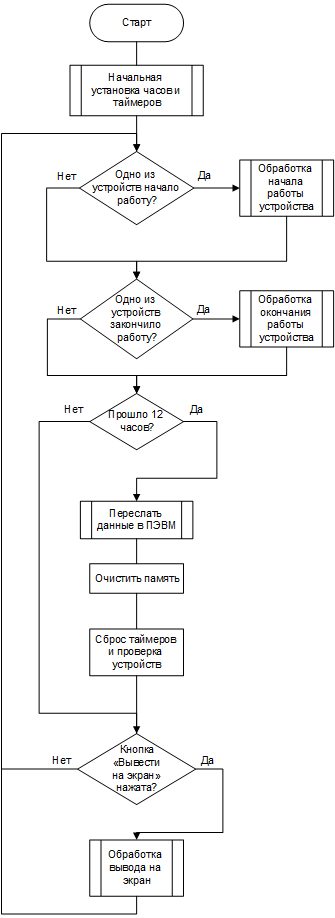 Старт
Начальная
установка часов и
таймеров
Одно из
устройств начало
работу?
Нет
Да
Обработка
начала
работы
устройства
Одно из
устройств
закончило
работу?
Нет
Да
Обработка
окончания
работы
устройства
Прошло 12
часов?
Нет
Да
Переслать
данные в ПЭВМ
Очистить память
Сброс таймеров
и проверка
устройств
Кнопка
«Вывести
на экран»
нажата?
Нет
Да
Обработка
вывода на
экран